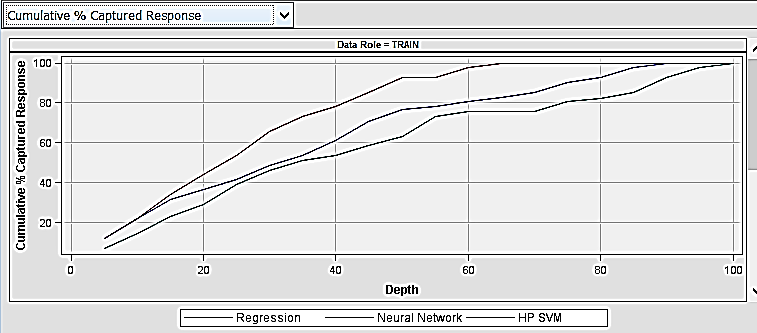 Cumulative % Captured Response
Data Role = TRAIN
Cumulative % Captured Response
100
80
60
40
20
0 20 40 60 80 100
Depth
Regression Neural Network HP SVM